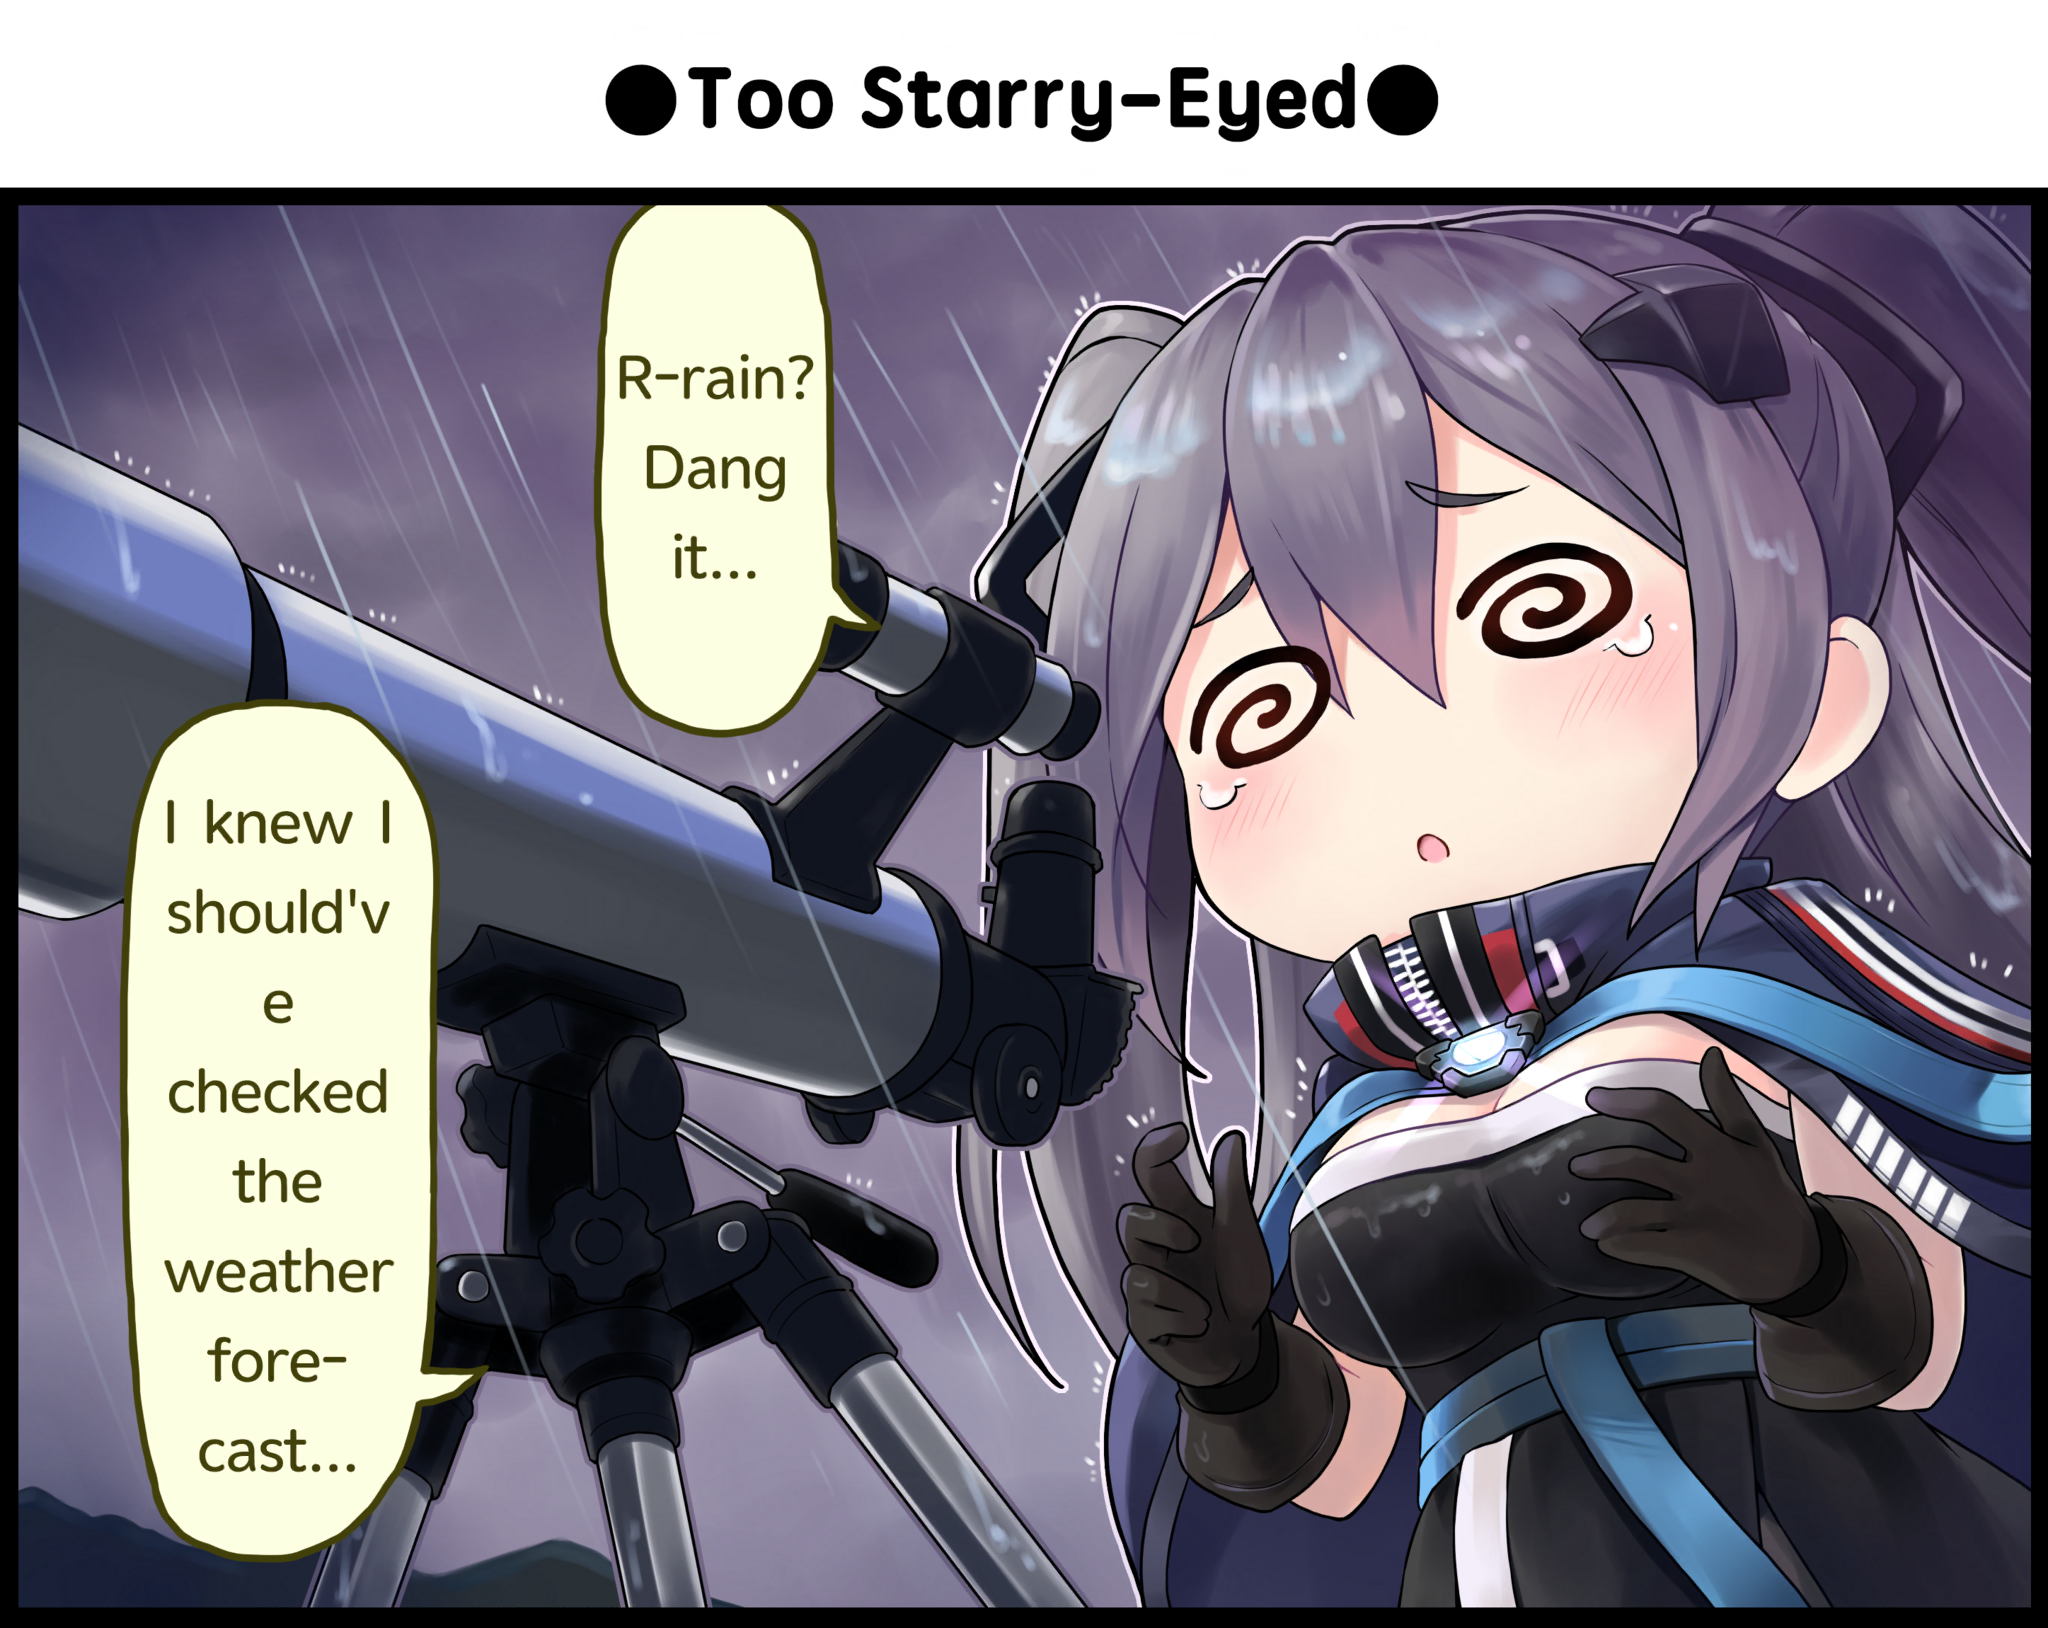 ●Too Starry-Eyed●
R-rain?
Dang
it...
I knew I
should'v
e
checked
the
weather
fore-
cast...